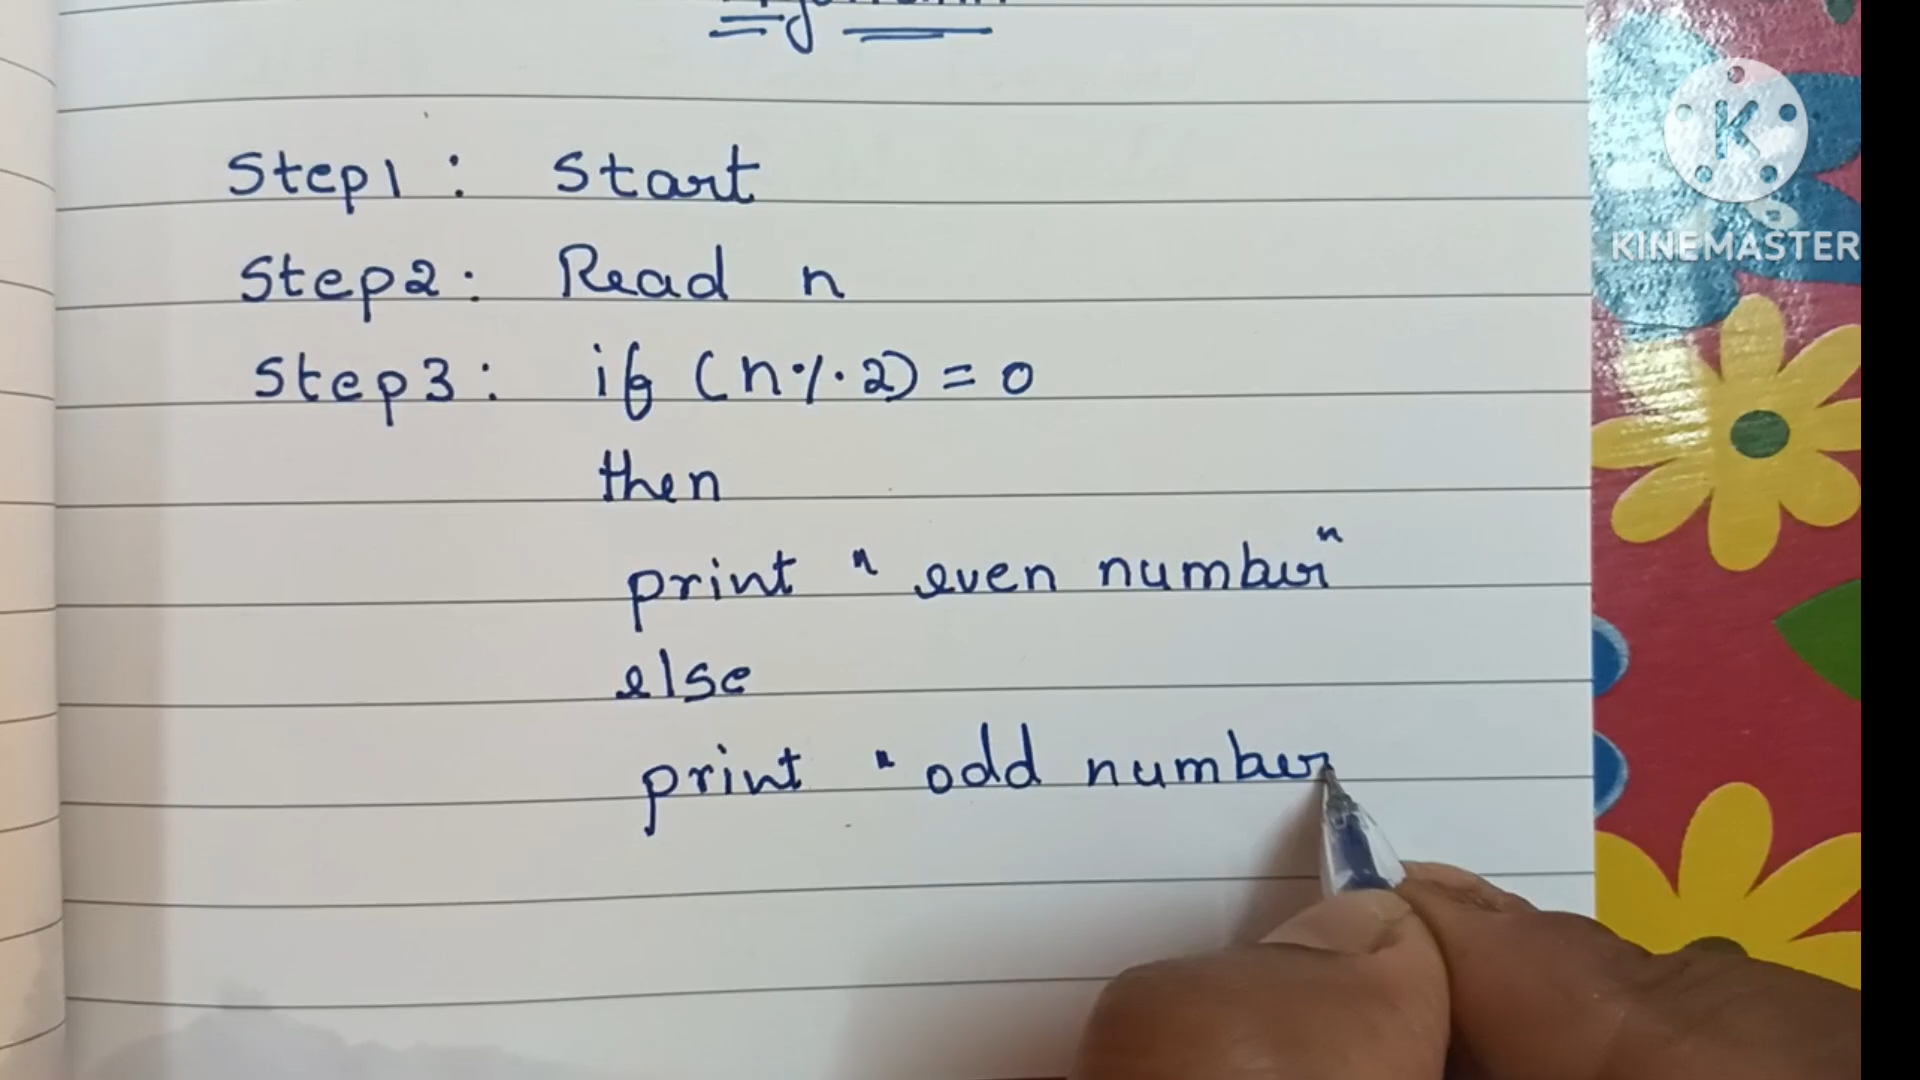 Step1: Start
Step2: Read n
Step3: if (n%2) = 0
then
print "even number"
else
print "odd number
K
KINEMASTER